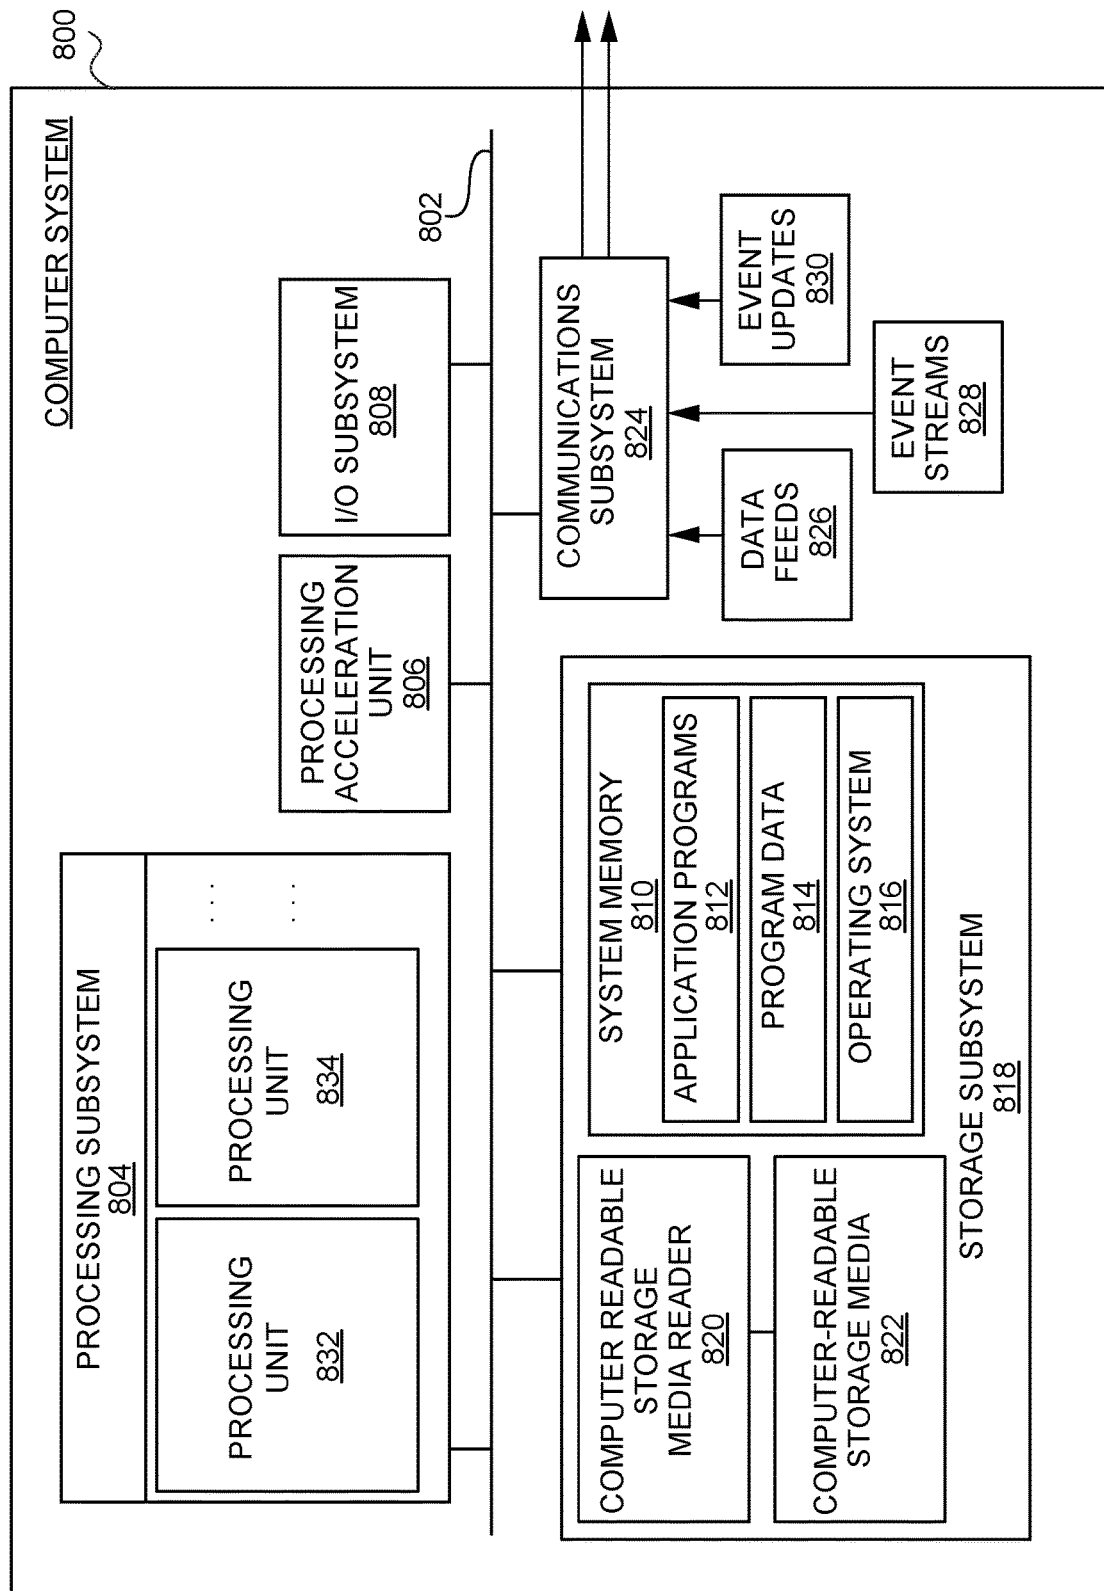 800
COMPUTER SYSTEM
PROCESSING SUBSYSTEM
804
PROCESSING
UNIT
832
PROCESSING
UNIT
834
. . .
. . .
PROCESSING
ACCELERATION
UNIT
806
I/O SUBSYSTEM
808
802
COMPUTER READABLE
STORAGE
MEDIA READER
820
COMPUTER-READABLE
STORAGE MEDIA
822
SYSTEM MEMORY
810
APPLICATION PROGRAMS
812
PROGRAM DATA
814
OPERATING SYSTEM
816
STORAGE SUBSYSTEM
818
COMMUNICATIONS
SUBSYSTEM
824
DATA
FEEDS
826
EVENT
STREAMS
828
EVENT
UPDATES
830